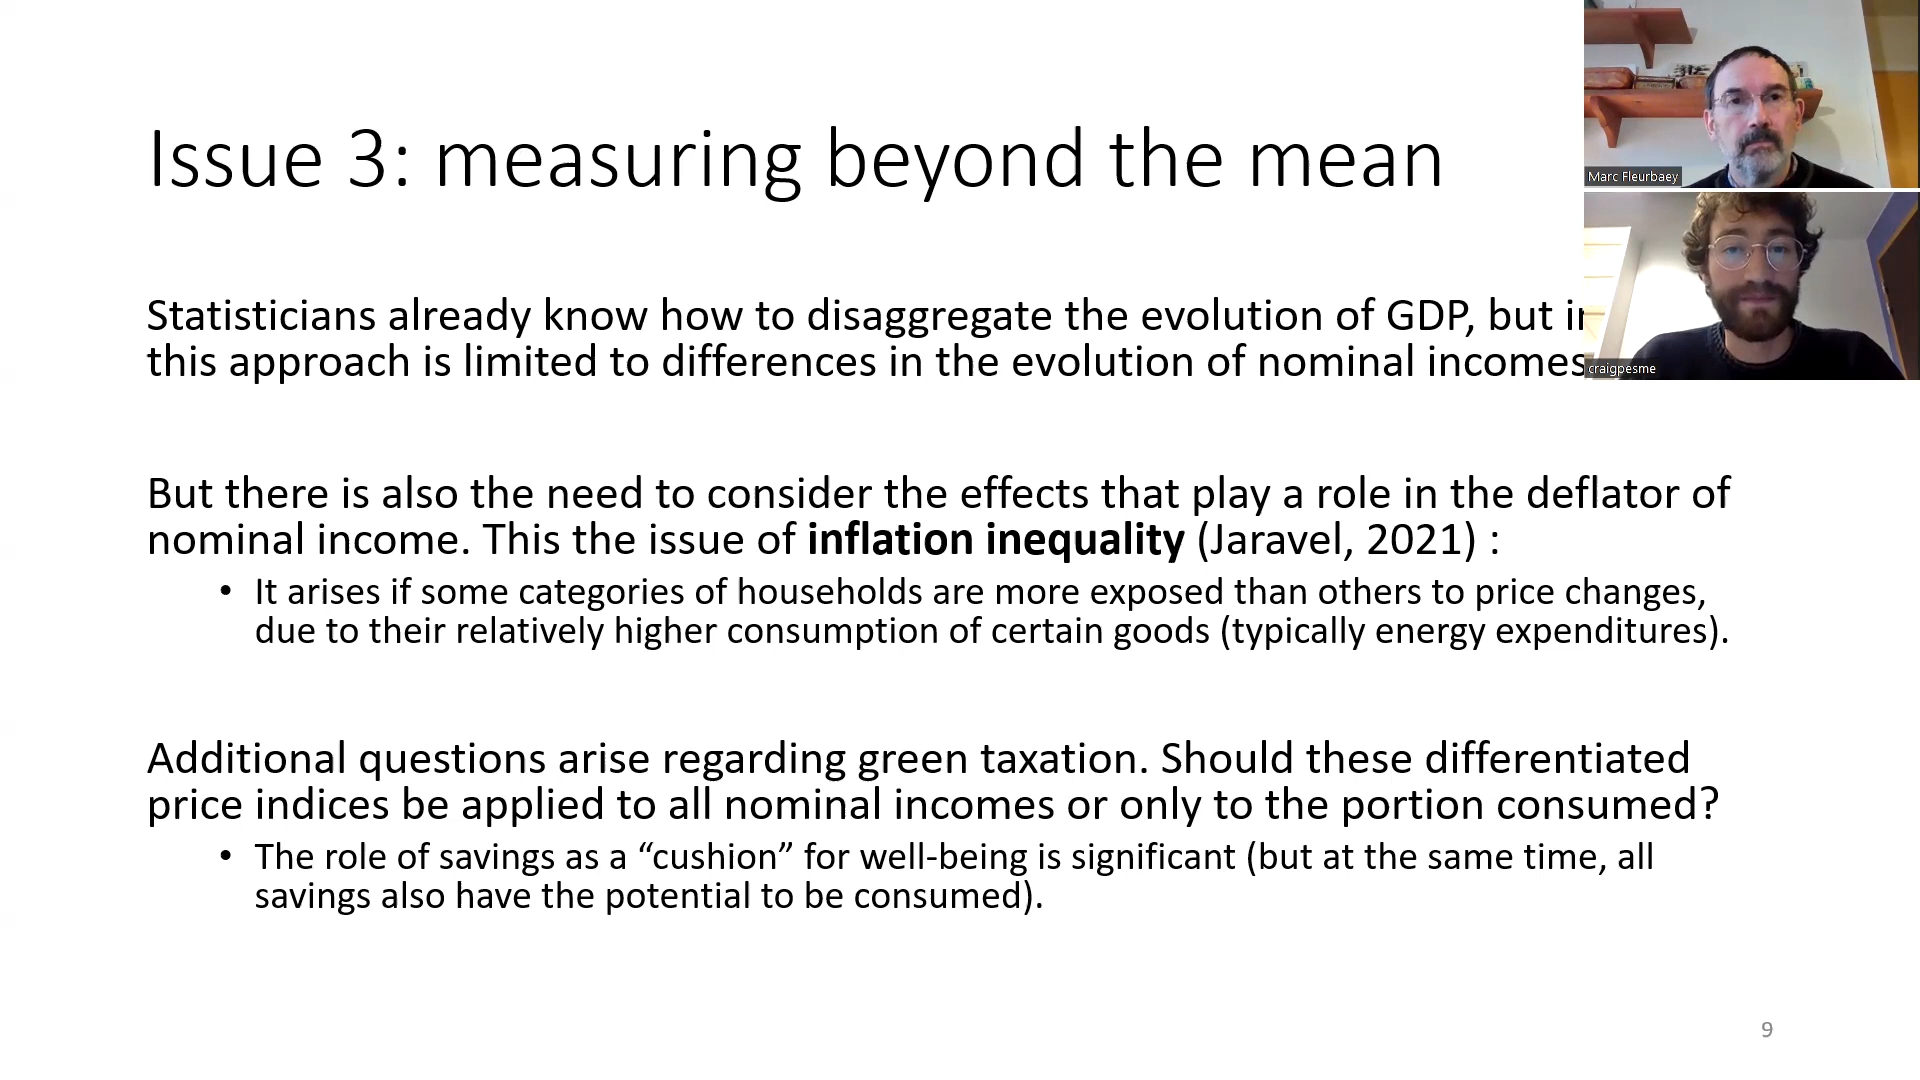 Issue 3: measuring beyond the mean
Statisticians already know how to disaggregate the evolution of GDP, but
this approach is limited to differences in the evolution of nominal incomes
But there is also the need to consider the effects that play a role in the deflator of
nominal income. This the issue of inflation inequality (Jaravel, 2021) :
• It arises if some categories of households are more exposed than others to price changes,
due to their relatively higher consumption of certain goods (typically energy expenditures).
Additional questions arise regarding green taxation. Should these differentiated
price indices be applied to all nominal incomes or only to the portion consumed?
• The role of savings as a “cushion” for well-being is significant (but at the same time, all
savings also have the potential to be consumed).
9
Marc Fleurbaey
craigpesme